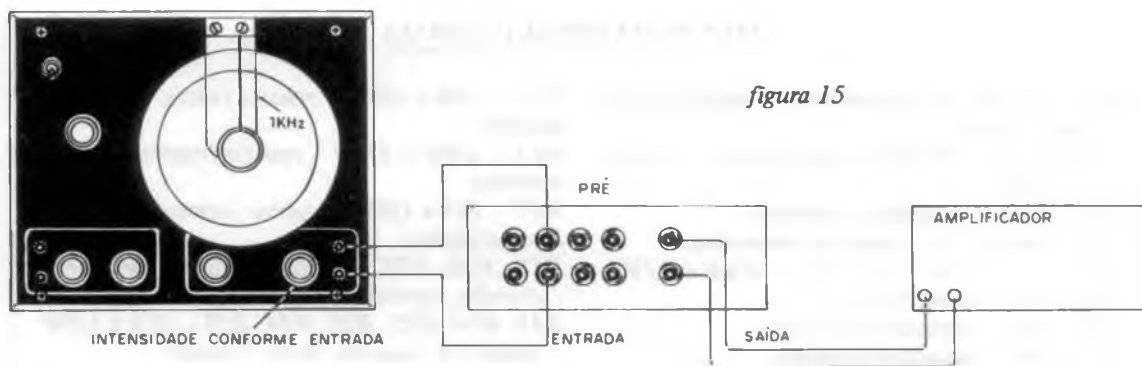 figura 15
1KHz
PRÉ
AMPLIFICADOR
INTENSIDADE CONFORME ENTRADA
ENTRADA
SAÍDA